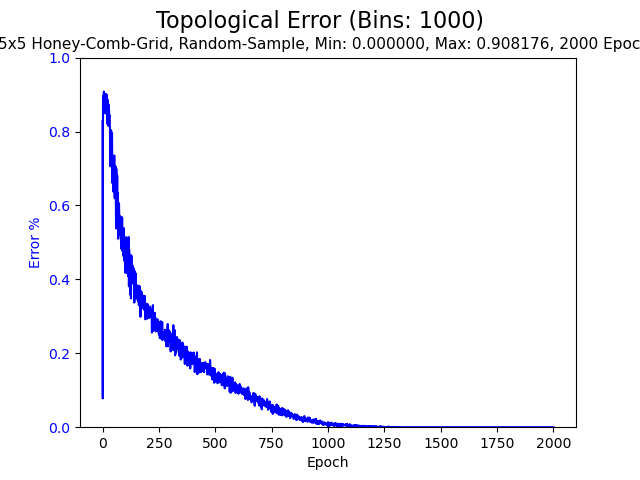 Topological Error (Bins: 1000)
5x5 Honey-Comb-Grid, Random-Sample, Min: 0.000000, Max: 0.908176, 2000 Epoc
1.0
0.8
0.6
0.4
0.2
0.0
Error %
0 250 500 750 1000 1250 1500 1750 2000
Epoch